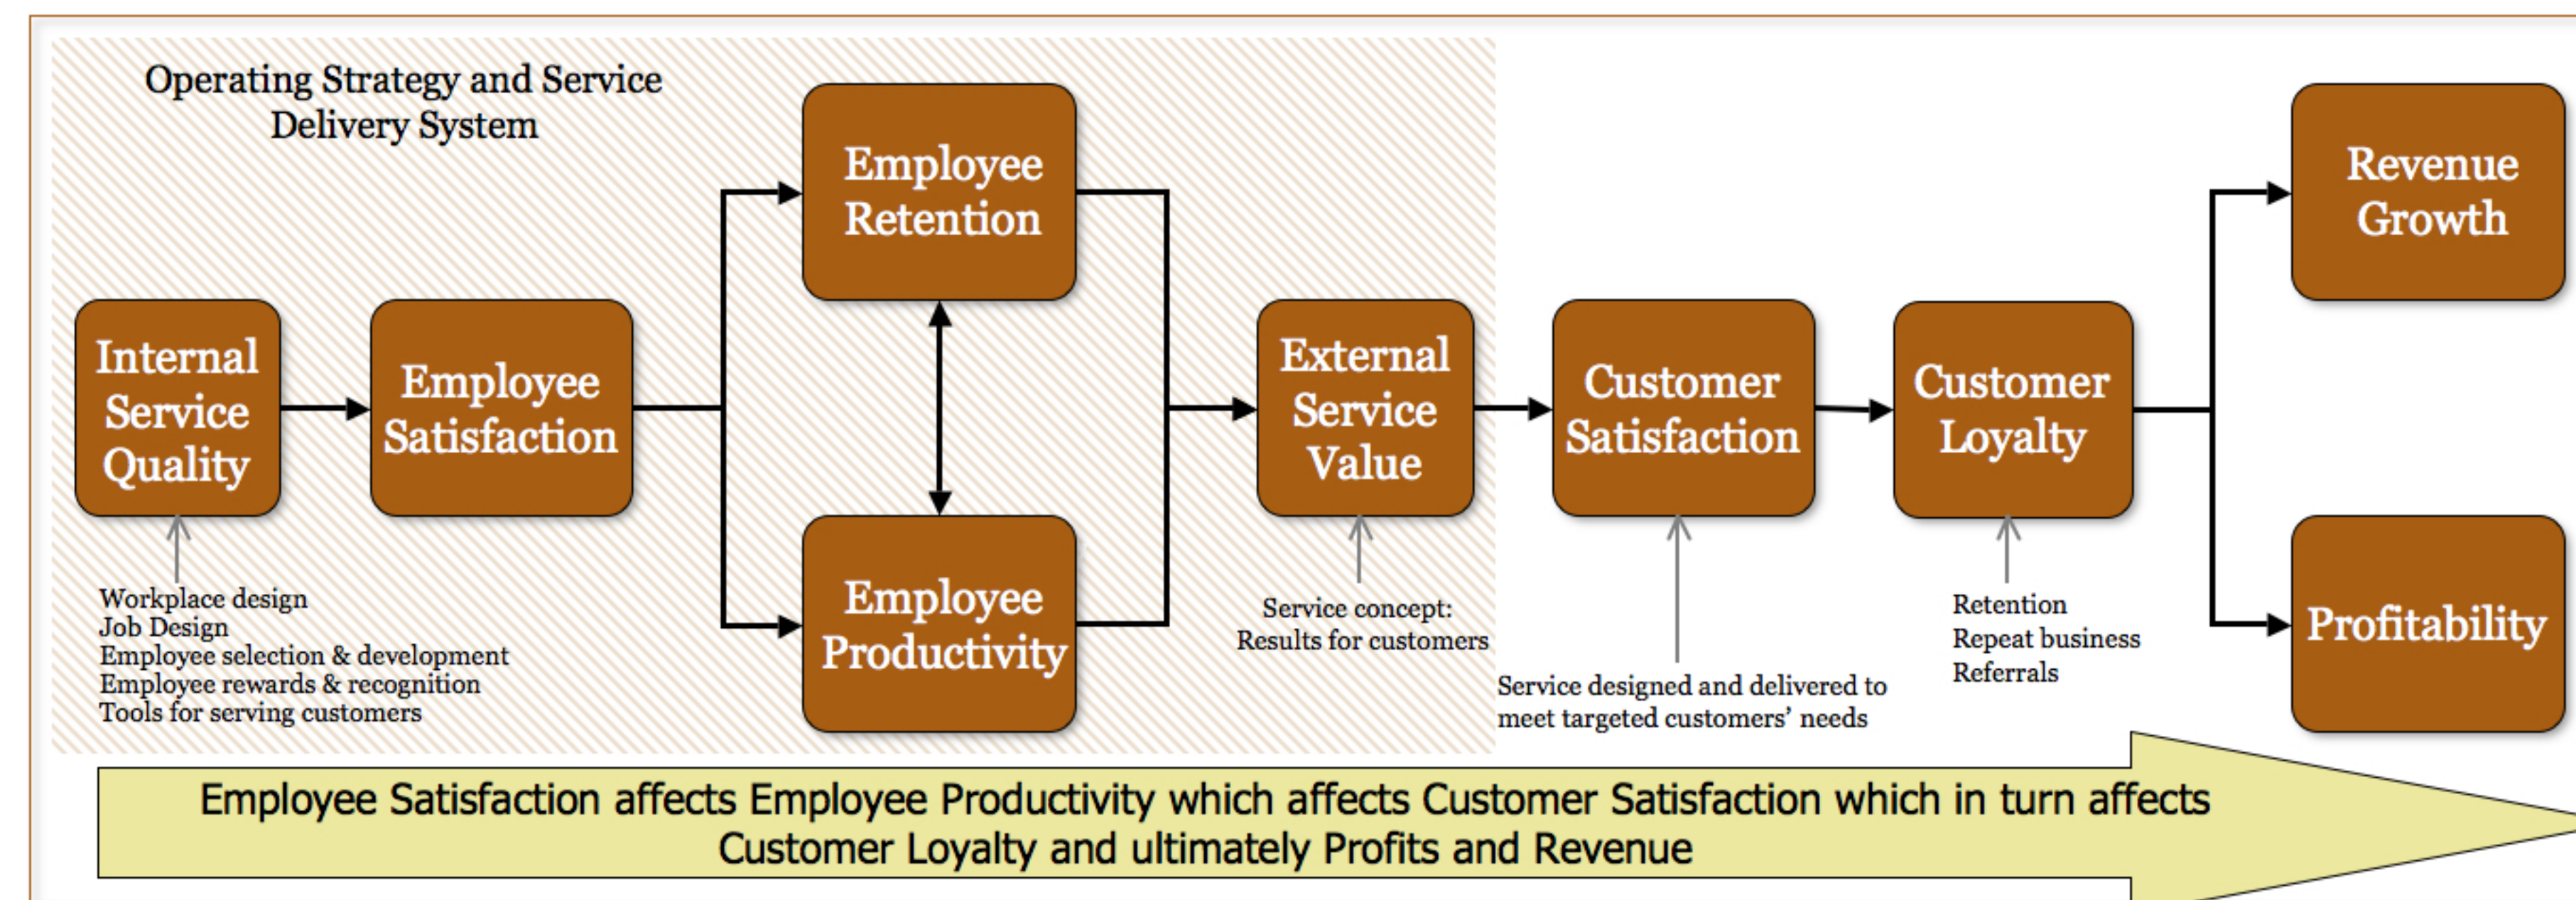 Operating Strategy and Service
Delivery System
Internal
Service
Quality
Workplace design
Job Design
Employee selection & development
Employee rewards & recognition
Tools for serving customers
Employee
Satisfaction
Employee
Retention
Employee
Productivity
External
Service
Value
Service concept:
Results for customers
Customer
Satisfaction
Service designed and delivered to
meet targeted customers’ needs
Customer
Loyalty
Retention
Repeat business
Referrals
Revenue
Growth
Profitability
Employee Satisfaction affects Employee Productivity which affects Customer Satisfaction which in turn affects
Customer Loyalty and ultimately Profits and Revenue